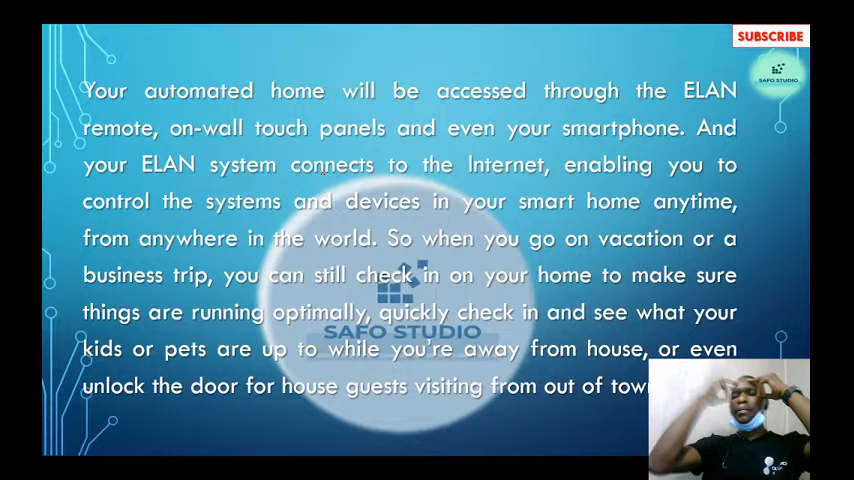 SUBSCRIBE
SAFO STUDIO
Your automated home will be accessed through the ELAN
remote, on-wall touch panels and even your smartphone. And
your ELAN system connects to the Internet, enabling you to
control the systems and devices in your smart home anytime,
from anywhere in the world. So when you go on vacation or a
business trip, you can still check in on your home to make sure
things are running optimally, quickly check in and see what your
kids or pets are up to while you're away from house, or even
unlock the door for house guests visiting from out of
SAFO STUDIO